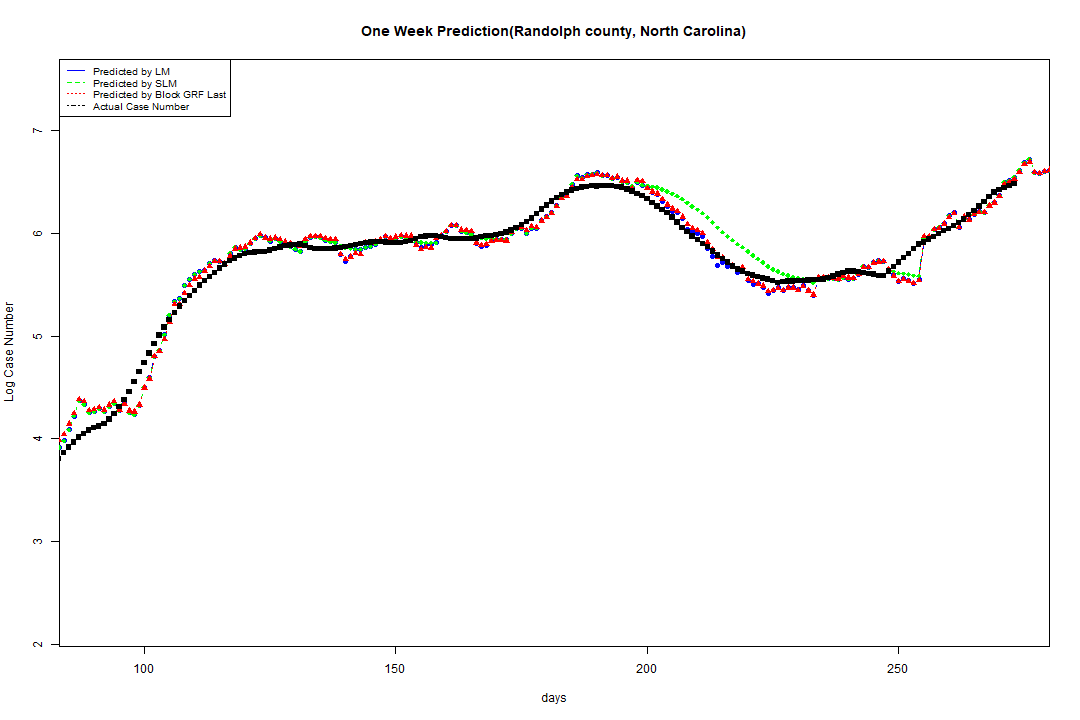 One Week Prediction(Randolph county, North Carolina)
Predicted by LM
Predicted by SLM
Predicted by Block GRF Last
Actual Case Number
7
6
5
4
3
2
Log Case Number
100 150 200 250
days